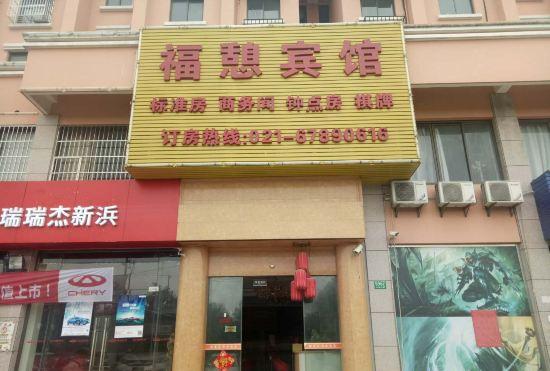 福憩宾馆
标准房 商务间 钟点房 棋牌
订房热线:021-67890616
瑞瑞杰新浜
上市！
CHERY